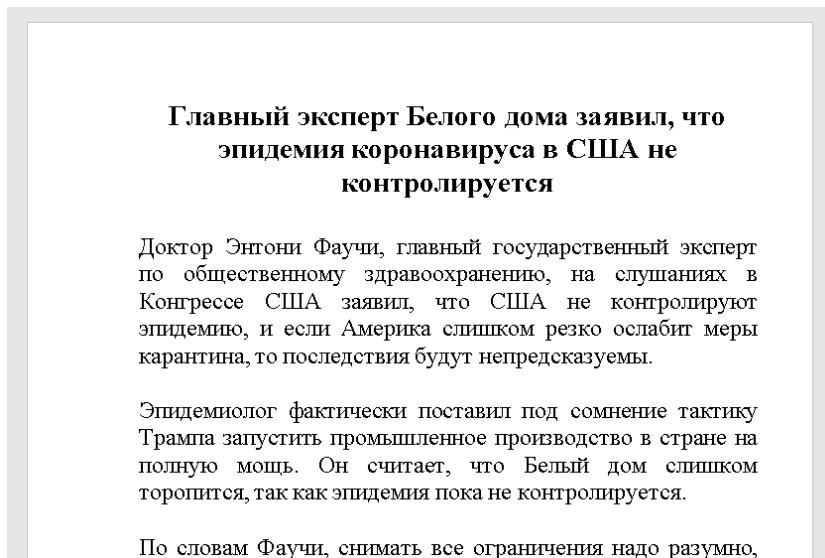 Главный эксперт Белого дома заявил, что
эпидемия коронавируса в США не
контролируется
Доктор Энтони Фаучи, главный государственный эксперт
по общественному здравоохранению, на слушаниях в
Конгрессе США заявил, что США не контролируют
эпидемию, и если Америка слишком резко ослабит меры
карантина, то последствия будут непредсказуемы.
Эпидемиолог фактически поставил под сомнение тактику
Трампа запустить промышленное производство в стране на
полную мощь. Он считает, что Белый дом слишком
торопится, так как эпидемия пока не контролируется.
По словам Фаучи, снимать все ограничения надо разумно,